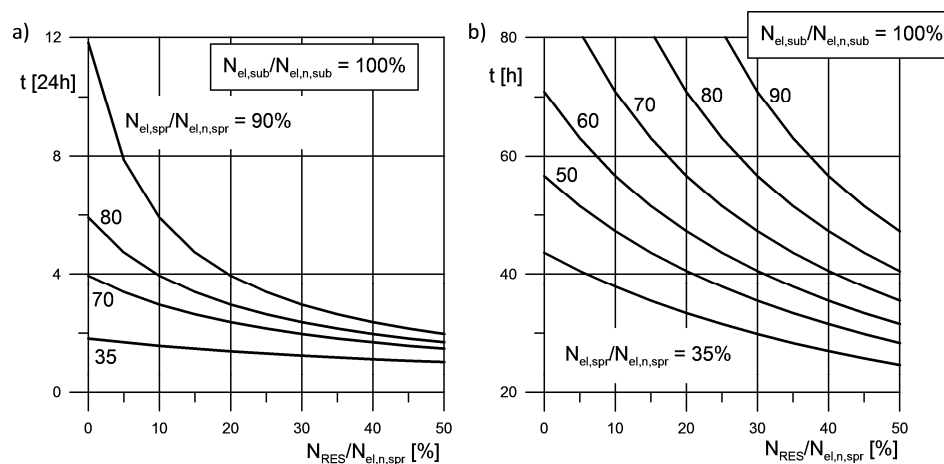 a)
12
t [24h]
8
4
0
N_el,sub/N_el,n,sub = 100%
N_el,spr/N_el,n,spr = 90%
80
70
35
0 10 20 30 40 50
N_RES/N_el,n,spr [%]
b)
80
t [h]
60
40
20
N_el,sub/N_el,n,sub = 100%
60
70
80
90
50
N_el,spr/N_el,n,spr = 35%
0 10 20 30 40 50
N_RES/N_el,n,spr [%]